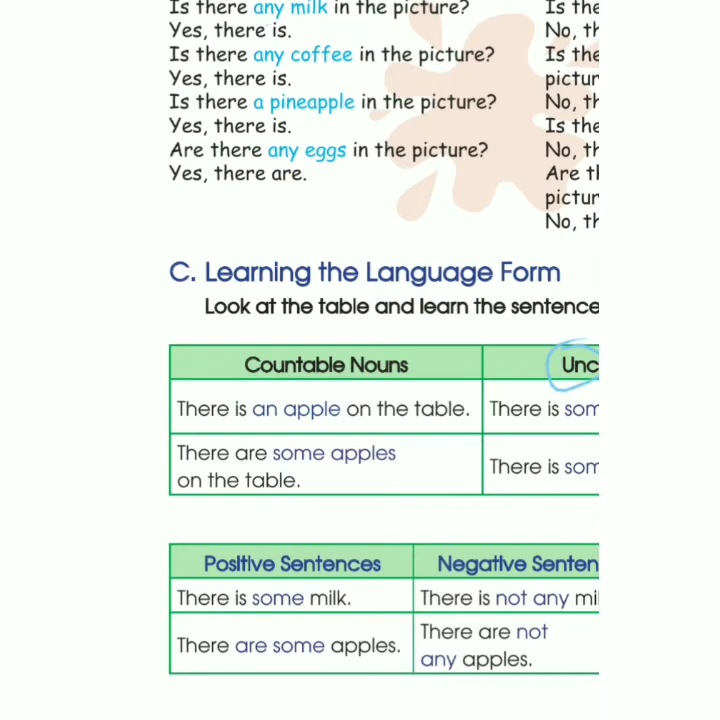 Is there any milk in the picture?
Yes, there is.
Is there any coffee in the picture?
Yes, there is.
Is there a pineapple in the picture?
Yes, there is.
Are there any eggs in the picture?
Yes, there are.
Is the
No, th
Is the
pictur
No, th
Is the
No, th
Are
pictur
No, th
C. Learning the Language Form
Look at the table and learn the sentence
Countable Nouns Unc
There is an apple on the table. There is som
There are some apples
on the table.
There is som
Positive Sentences Negative Senten
There is some milk. There is not any mil
There are some apples.
There are not
any apples.